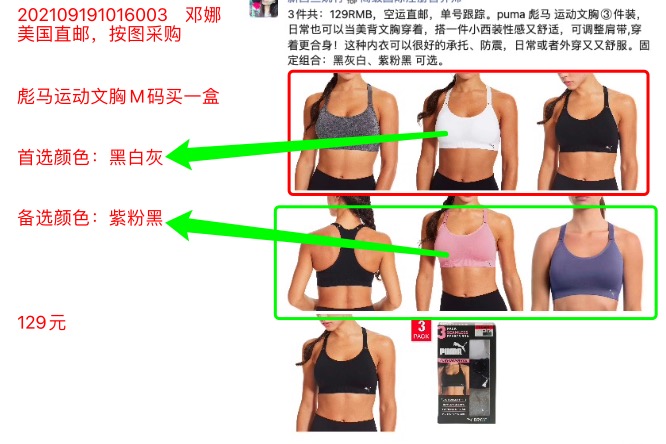 202109191016003 邓娜
美国直邮，按图采购
彪马运动文胸M码买一盒
首选颜色：黑白灰
备选颜色：紫粉黑
129元
3件共：129RMB，空运直邮，单号跟踪。puma 彪马 运动文胸③件装，
日常也可以当美背文胸穿着，搭一件小西装性感又舒适，可调整肩带,穿
着更合身！这种内衣可以很好的承托、防震，日常或者外穿又又舒服。固
定组合：黑灰白、紫粉黑 可选。
3
PACK
3
PACK
SEAMLESS
PUMA